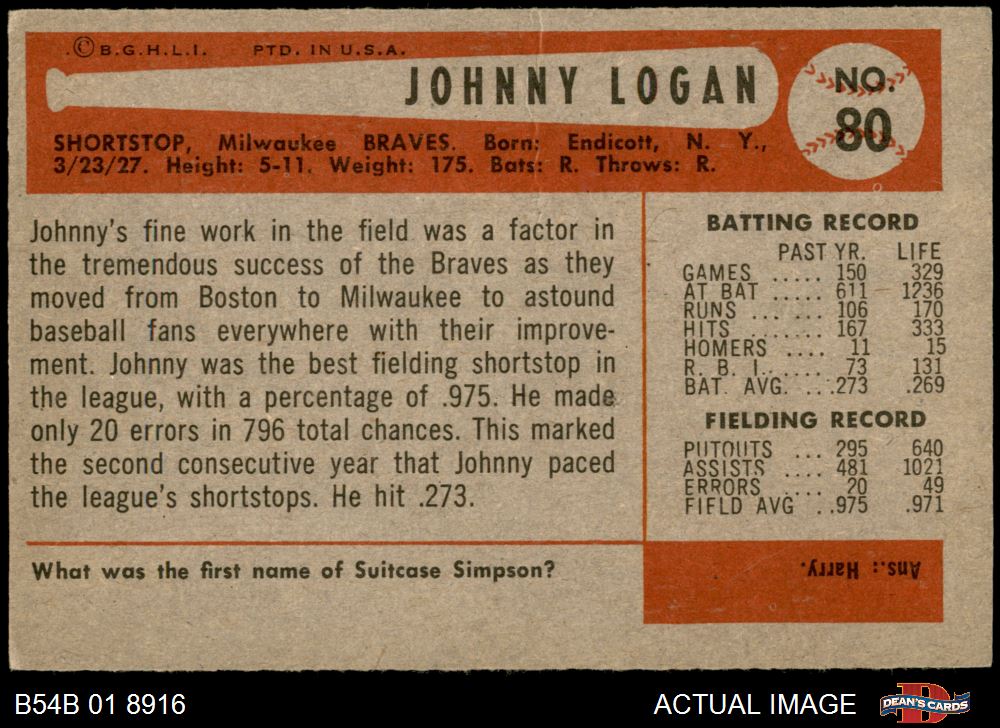 ©B.G.H.L.I. PTD. IN U.S.A.
JOHNNY LOGAN
NO. 80
SHORTSTOP, Milwaukee BRAVES. Born: Endicott, N. Y.,
3/23/27. Height: 5-11. Weight: 175. Bats: R. Throws: R.
Johnny's fine work in the field was a factor in
the tremendous success of the Braves as they
moved from Boston to Milwaukee to astound
baseball fans everywhere with their improve-
ment. Johnny was the best fielding shortstop in
the league, with a percentage of .975. He made
only 20 errors in 796 total chances. This marked
the second consecutive year that Johnny paced
the league's shortstops. He hit .273.
BATTING RECORD
PAST YR. LIFE
GAMES ..... 150 329
AT BAT ..... 611 1236
RUNS ... ... 106 170
HITS ...... 167 333
HOMERS .... 11 15
R. B. I...... 73 131
BAT. AVG. ...273 .269
FIELDING RECORD
PUTOUTS ... 295 640
ASSISTS .... 481 1021
ERRORS .... 20 49
FIELD AVG ..975 .971
What was the first name of Suitcase Simpson?
Ans.: Harry.
B54B 01 8916
ACTUAL IMAGE
DEAN'S CARDS